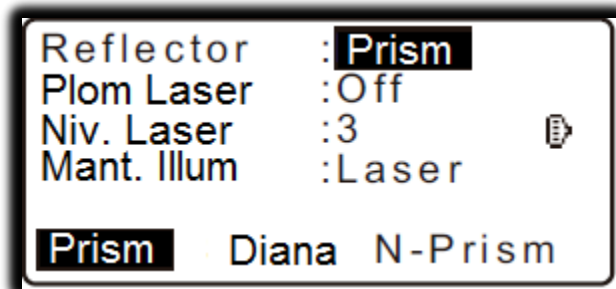 Reflector : Prism
Plom Laser :Off
Niv. Laser :3
Mant. Illum :Laser
Prism Diana N-Prism